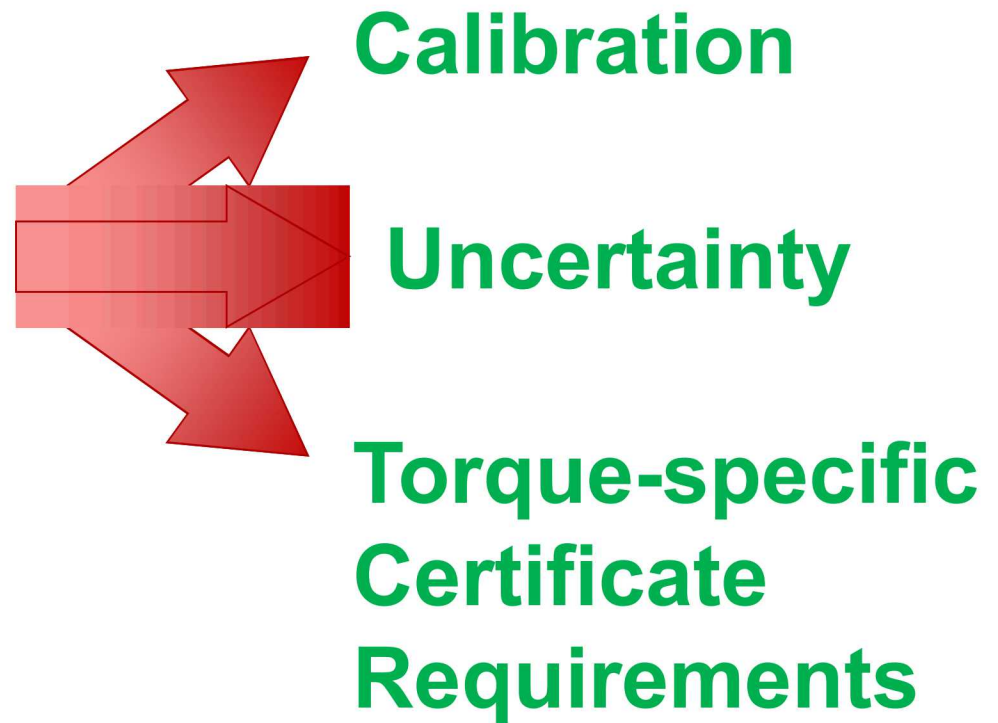 Calibration
Uncertainty
Torque-specific
Certificate
Requirements